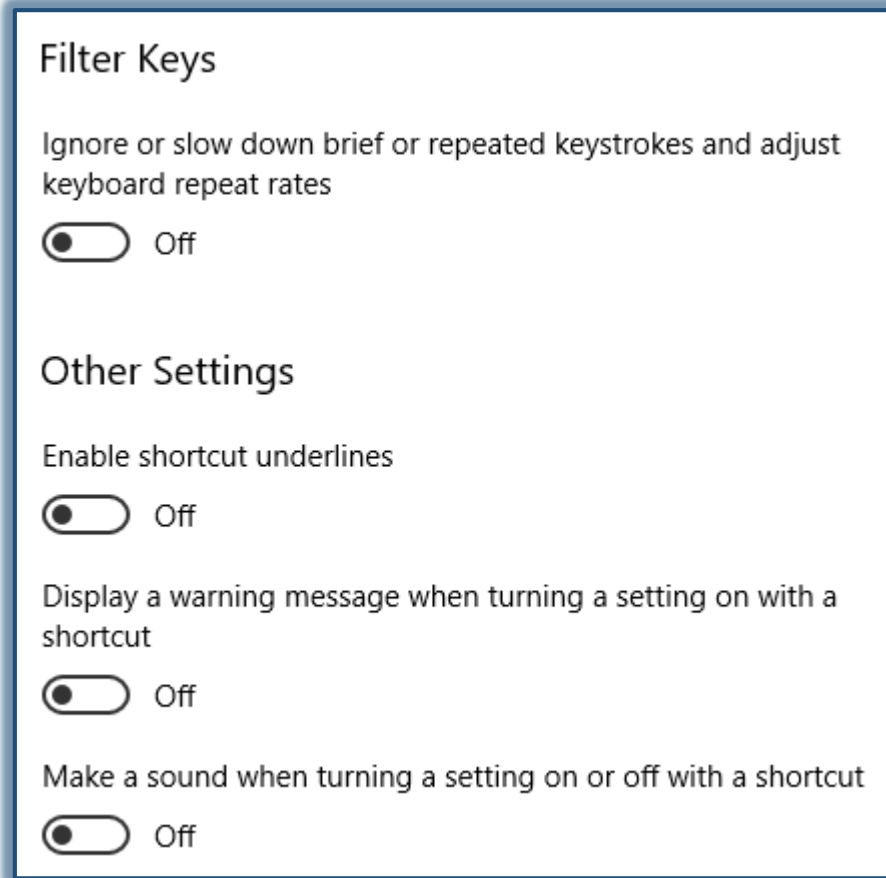 Filter Keys
Ignore or slow down brief or repeated keystrokes and adjust
keyboard repeat rates
Off
Other Settings
Enable shortcut underlines
Off
Display a warning message when turning a setting on with a
shortcut
Off
Make a sound when turning a setting on or off with a shortcut
Off